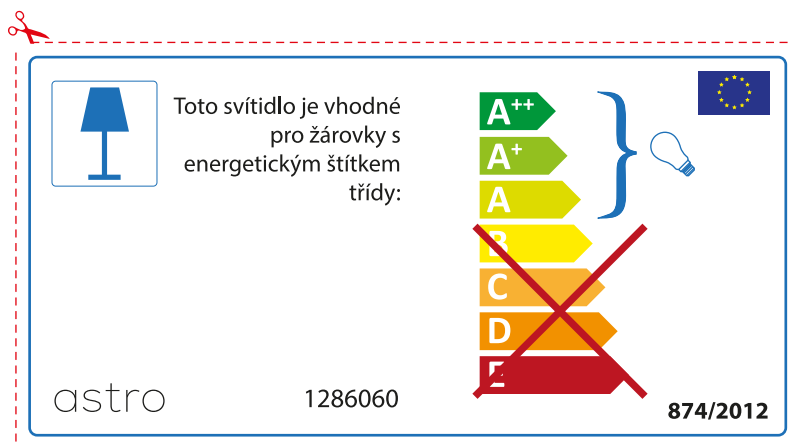 Toto svítidlo je vhodné
pro žárovky s
energetickým štítkem
třídy:
A++
A+
A
B
C
D
E
astro
1286060
874/2012